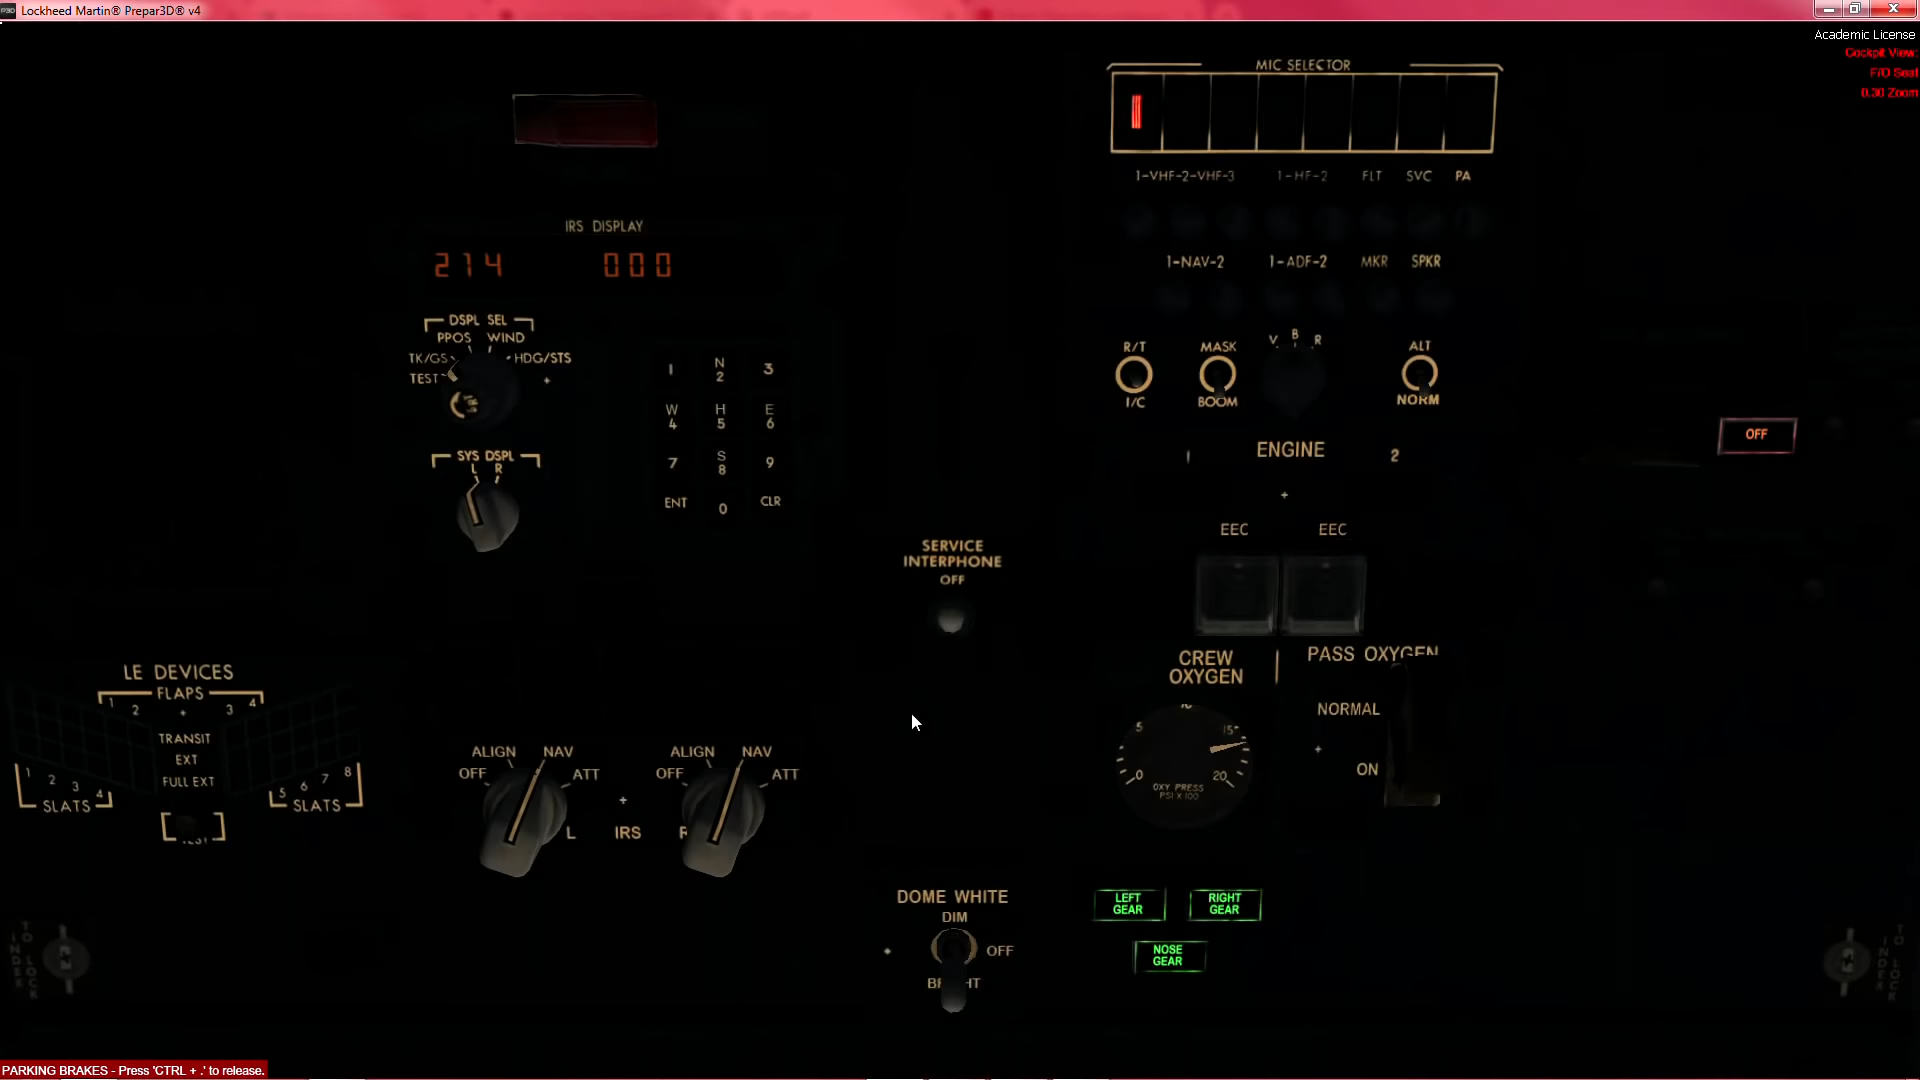 Lockheed Martin® Prepar3D® v4
Academic License
Cockpit View:
F/O Seat
0.30 Zoom
MIC SELECTOR
1-VHF-2-VHF-3 1-HF-2 FLT SVC PA
IRS DISPLAY
214 000
1-NAV-2 1-ADF-2 MKR SPKR
DSPL SEL
PPOS WIND
TK/GS HDG/STS
TEST
1 N 2 3
W 4 H 5 E 6
7 S 8 9
ENT 0 CLR
SYS DSPL
L R
R/T MASK V B R ALT
I/C BOOM NORM
ENGINE
1 2
OFF
EEC EEC
SERVICE
INTERPHONE
OFF
CREW
OXYGEN
PASS OXYGEN
NORMAL
ON
5 10 15
0 20
OXY PRESS
PSI X 100
LE DEVICES
FLAPS
1 2 3 4
TRANSIT
EXT
FULL EXT
1 2 3 4 5 6 7 8
SLATS SLATS
TEST
ALIGN NAV ALIGN NAV
OFF ATT OFF ATT
L IRS R
DOME WHITE
DIM
OFF
LEFT
GEAR
RIGHT
GEAR
NOSE
GEAR
PARKING BRAKES - Press 'CTRL + .' to release.